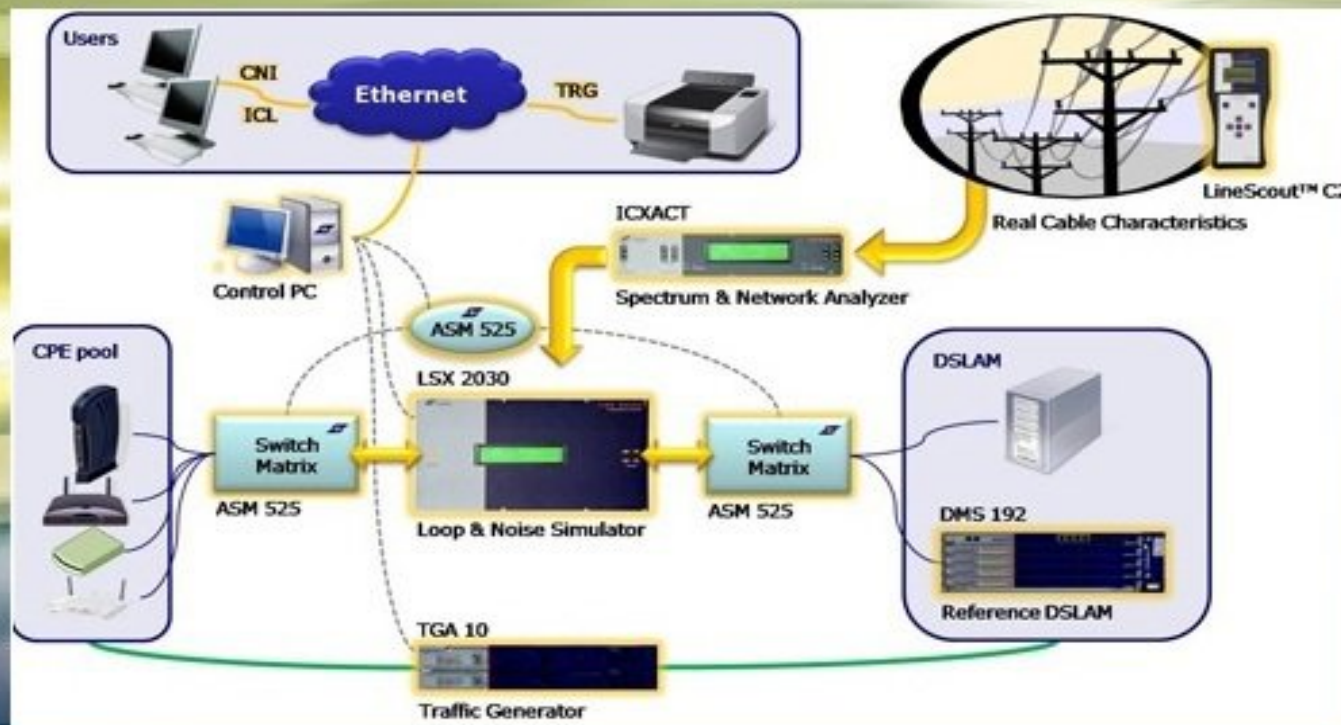 Users
CNI
Ethernet
TRG
ICL
LineScout™ C2
ICXACT
Real Cable Characteristics
Control PC
Spectrum & Network Analyzer
ASM 525
CPE pool
DSLAM
LSX 2030
Switch
Matrix
Switch
Matrix
ASM 525
ASM 525
Loop & Noise Simulator
DMS 192
Reference DSLAM
TGA 10
Traffic Generator